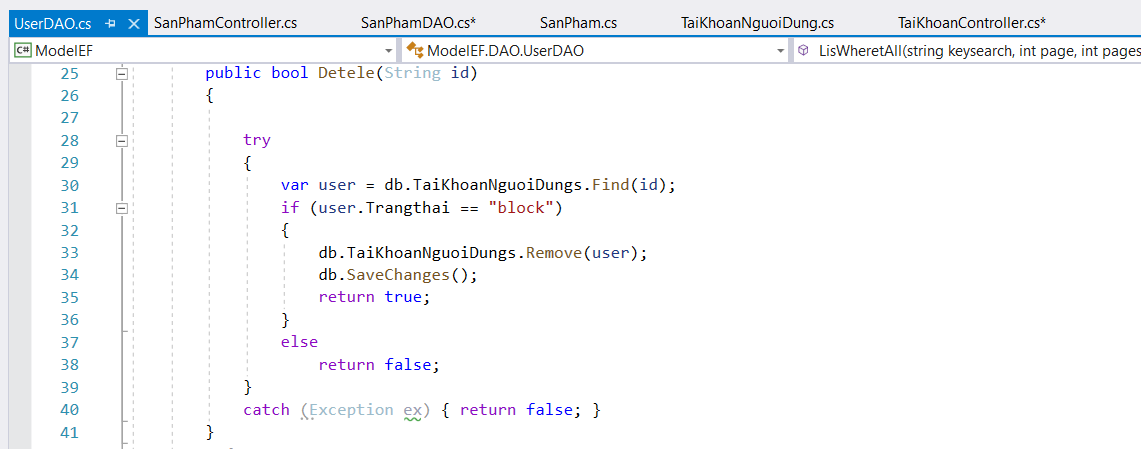 UserDAO.cs SanPhamController.cs SanPhamDAO.cs* SanPham.cs TaiKhoanNguoiDung.cs TaiKhoanController.cs*
C# ModelEF ModelEF.DAO.UserDAO LisWheretAll(string keysearch, int page, int pages
25 public bool Detele(String id)
26 {
27
28 try
29 {
30 var user = db.TaiKhoanNguoiDungs.Find(id);
31 if (user.Trangthai == "block")
32 {
33 db.TaiKhoanNguoiDungs.Remove(user);
34 db.SaveChanges();
35 return true;
36 }
37 else
38 return false;
39 }
40 catch (Exception ex) { return false; }
41 }